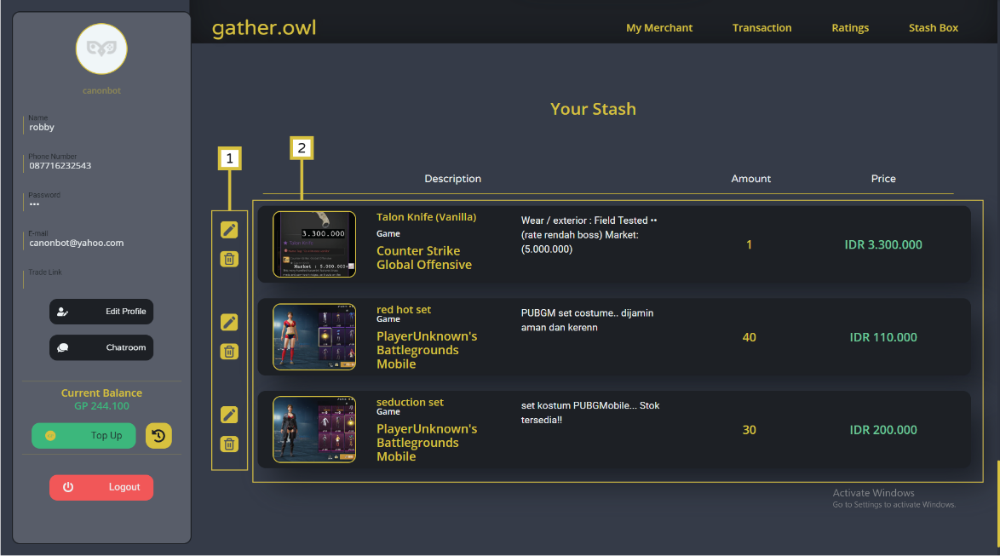 gather.owl
My Merchant
Transaction
Ratings
Stash Box
canonbot
Name
robby
Phone Number
087716232543
Password
•••
E-mail
canonbot@yahoo.com
Trade Link
Edit Profile
Chatroom
Current Balance
GP 244.100
Top Up
Logout
Your Stash
1
2
Description
Amount
Price
3.300.000
Talon Knife
Market : 5.000.000
Talon Knife (Vanilla)
Game
Counter Strike
Global Offensive
Wear / exterior : Field Tested ••
(rate rendah boss) Market:
(5.000.000)
1
IDR 3.300.000
red hot set
Game
PlayerUnknown's
Battlegrounds
Mobile
PUBGM set costume.. dijamin
aman dan kerenn
40
IDR 110.000
seduction set
Game
PlayerUnknown's
Battlegrounds
Mobile
set kostum PUBGMobile... Stok
tersedia!!
30
IDR 200.000
Activate Windows
Go to Settings to activate Windows.